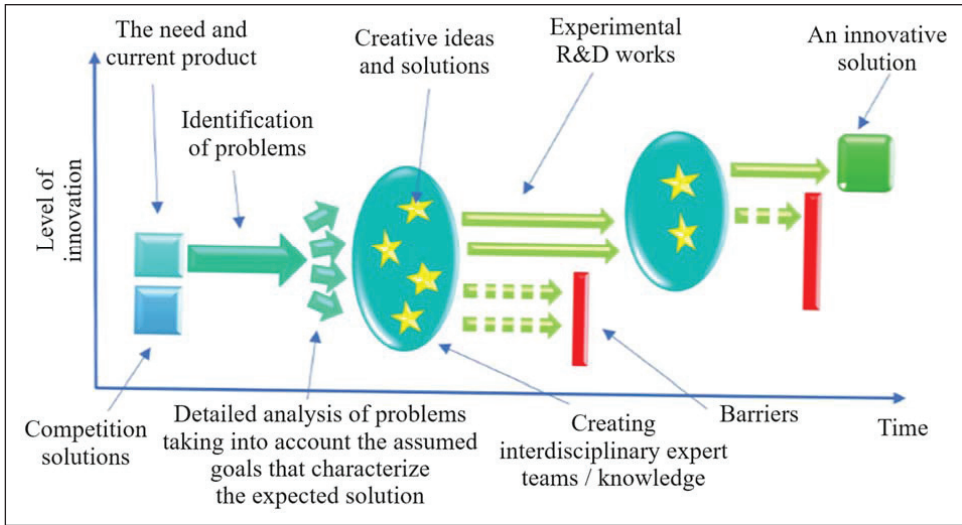 The need and
current product
Creative ideas
and solutions
Experimental
R&D works
An innovative
solution
Identification
of problems
Level of
innovation
Competition
solutions
Detailed analysis of problems
taking into account the assumed
goals that characterize
the expected solution
Creating
interdisciplinary expert
teams / knowledge
Barriers
Time